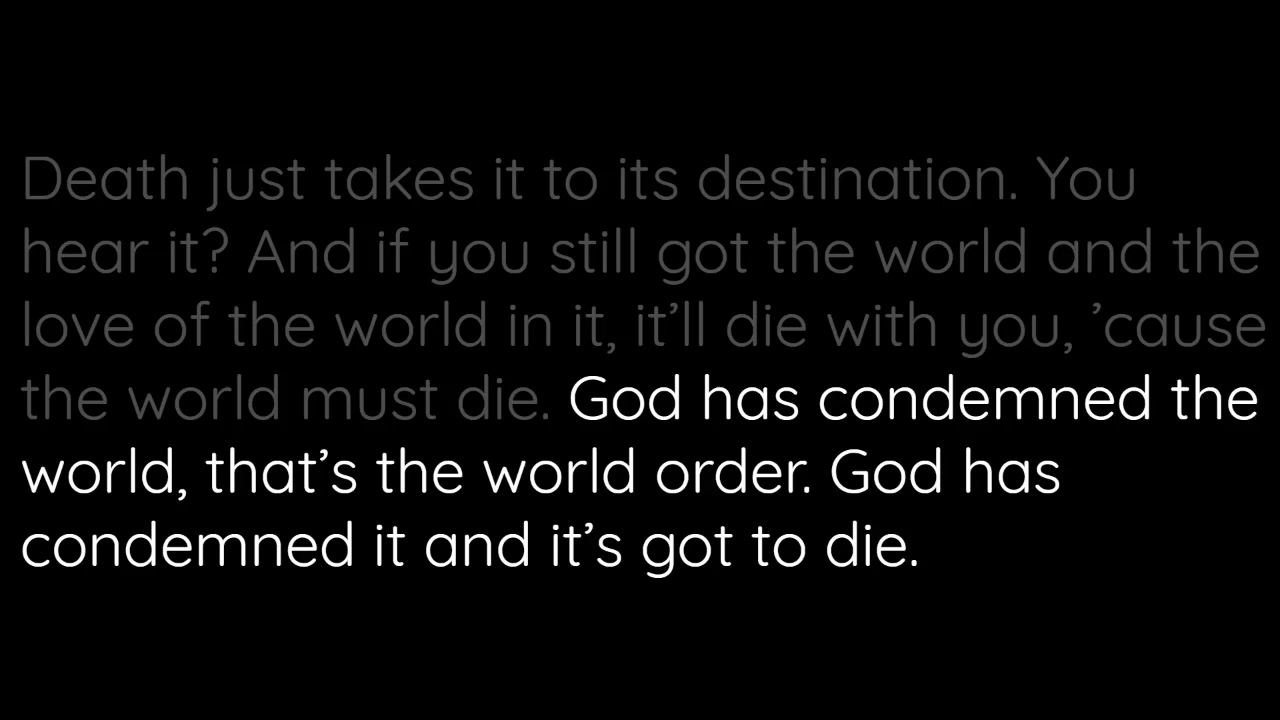 Death just takes it to its destination. You
hear it? And if you still got the world and the
love of the world in it, it’ll die with you, ’cause
the world must die. God has condemned the
world, that’s the world order. God has
condemned it and it’s got to die.